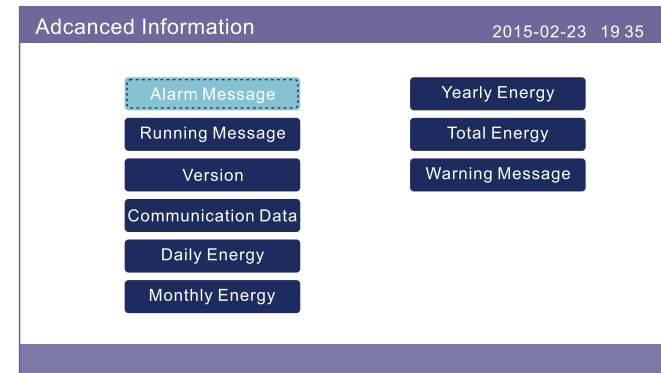 Adcanced Information
2015-02-23 19 35
Alarm Message
Running Message
Version
Communication Data
Daily Energy
Monthly Energy
Yearly Energy
Total Energy
Warning Message